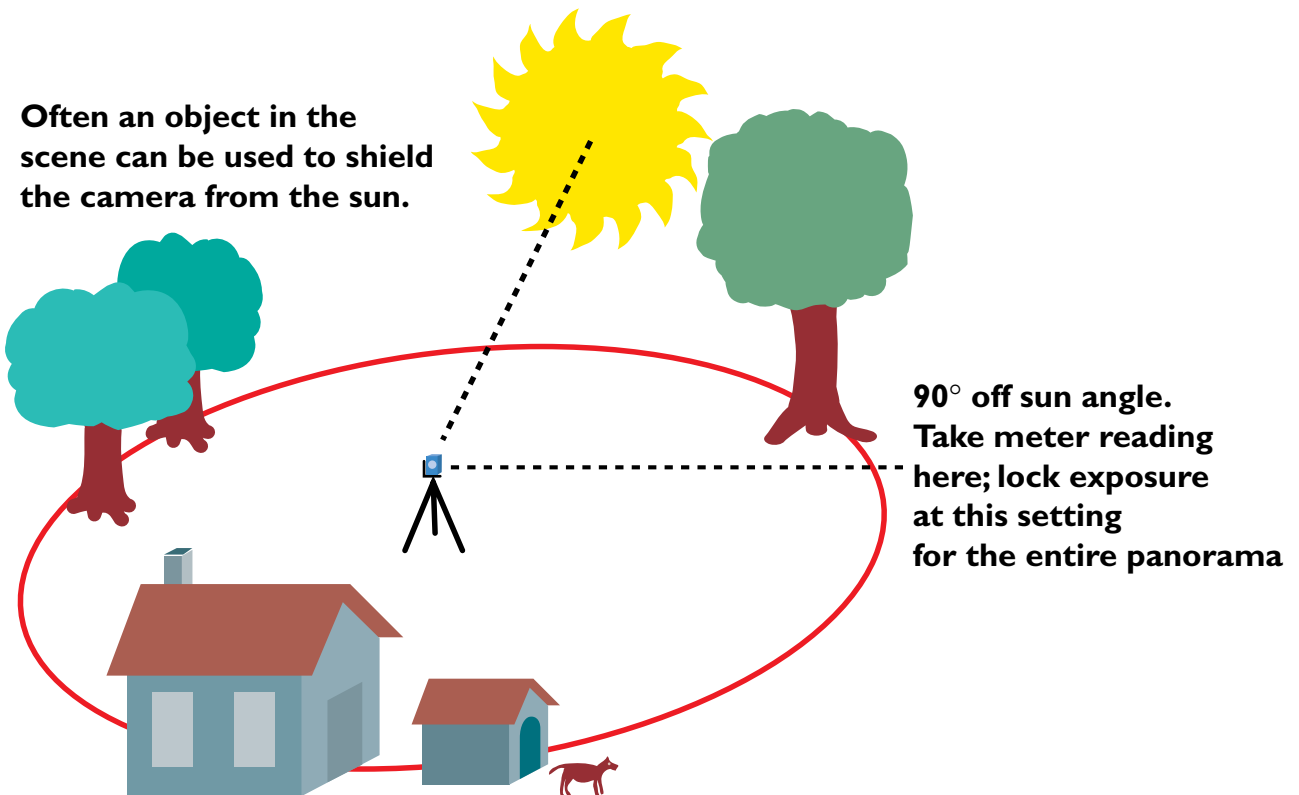 Often an object in the
scene can be used to shield
the camera from the sun.
90° off sun angle.
Take meter reading
here; lock exposure
at this setting
for the entire panorama